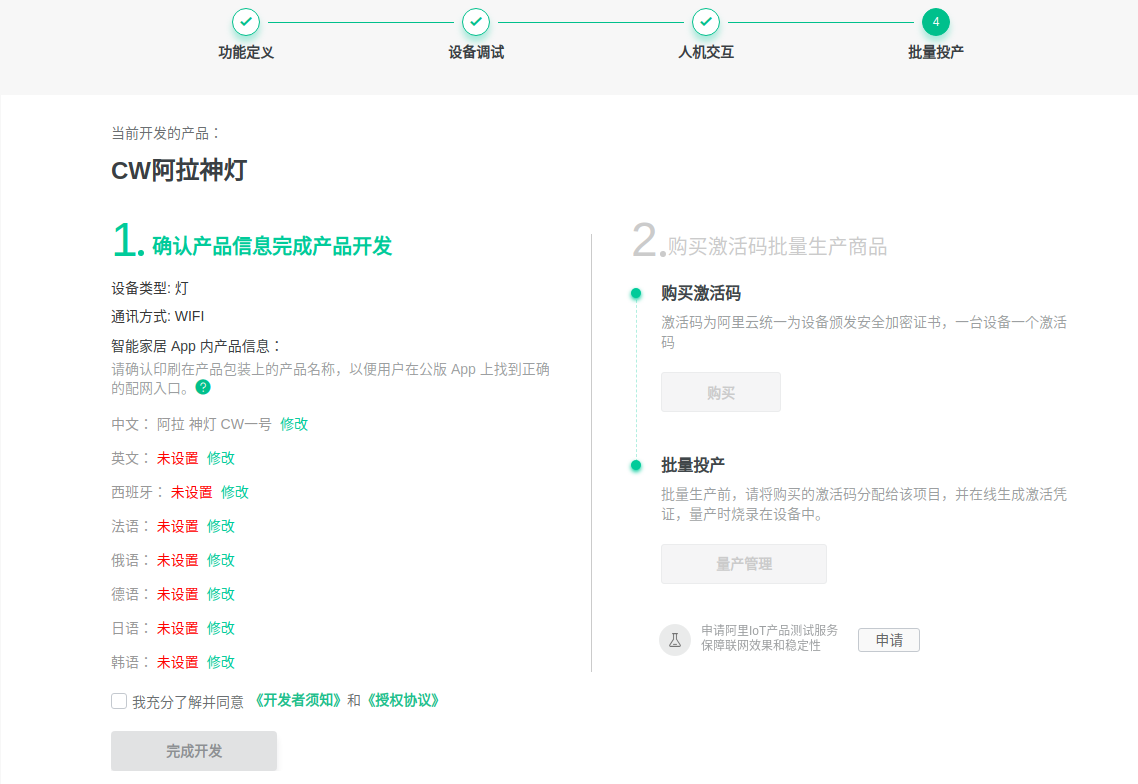 4
功能定义
设备调试
人机交互
批量投产
当前开发的产品：
CW阿拉神灯
1. 确认产品信息完成产品开发
设备类型: 灯
通讯方式: WIFI
智能家居 App 内产品信息：
请确认印刷在产品包装上的产品名称，以便用户在公版 App 上找到正确
的配网入口。?
中文： 阿拉 神灯 CW一号 修改
英文： 未设置 修改
西班牙： 未设置 修改
法语： 未设置 修改
俄语： 未设置 修改
德语： 未设置 修改
日语： 未设置 修改
韩语： 未设置 修改
我充分了解并同意 《开发者须知》和《授权协议》
完成开发
2.购买激活码批量生产商品
购买激活码
激活码为阿里云统一为设备颁发安全加密证书，一台设备一个激活
码
购买
批量投产
批量生产前，请将购买的激活码分配给该项目，并在线生成激活凭
证，量产时烧录在设备中。
量产管理
申请阿里IoT产品测试服务
保障联网效果和稳定性
申请